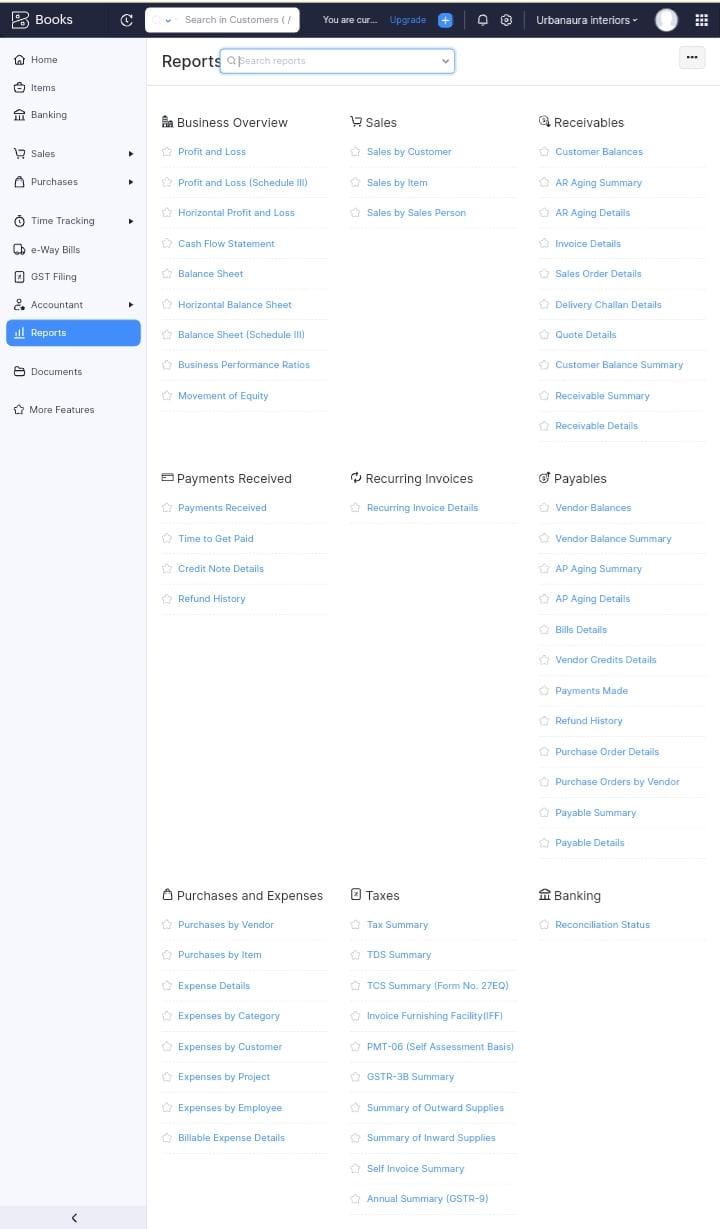 Books
Search in Customers ( /
You are cur... Upgrade
Urbanaura interiors
Home
Items
Banking
Sales
Purchases
Time Tracking
e-Way Bills
GST Filing
Accountant
Reports
Documents
More Features
Reports
Search reports
Business Overview
Profit and Loss
Profit and Loss (Schedule III)
Horizontal Profit and Loss
Cash Flow Statement
Balance Sheet
Horizontal Balance Sheet
Balance Sheet (Schedule III)
Business Performance Ratios
Movement of Equity
Sales
Sales by Customer
Sales by Item
Sales by Sales Person
Receivables
Customer Balances
AR Aging Summary
AR Aging Details
Invoice Details
Sales Order Details
Delivery Challan Details
Quote Details
Customer Balance Summary
Receivable Summary
Receivable Details
Payments Received
Payments Received
Time to Get Paid
Credit Note Details
Refund History
Recurring Invoices
Recurring Invoice Details
Payables
Vendor Balances
Vendor Balance Summary
AP Aging Summary
AP Aging Details
Bills Details
Vendor Credits Details
Payments Made
Refund History
Purchase Order Details
Purchase Orders by Vendor
Payable Summary
Payable Details
Purchases and Expenses
Purchases by Vendor
Purchases by Item
Expense Details
Expenses by Category
Expenses by Customer
Expenses by Project
Expenses by Employee
Billable Expense Details
Taxes
Tax Summary
TDS Summary
TCS Summary (Form No. 27EQ)
Invoice Furnishing Facility(IFF)
PMT-06 (Self Assessment Basis)
GSTR-3B Summary
Summary of Outward Supplies
Summary of Inward Supplies
Self Invoice Summary
Annual Summary (GSTR-9)
Banking
Reconciliation Status